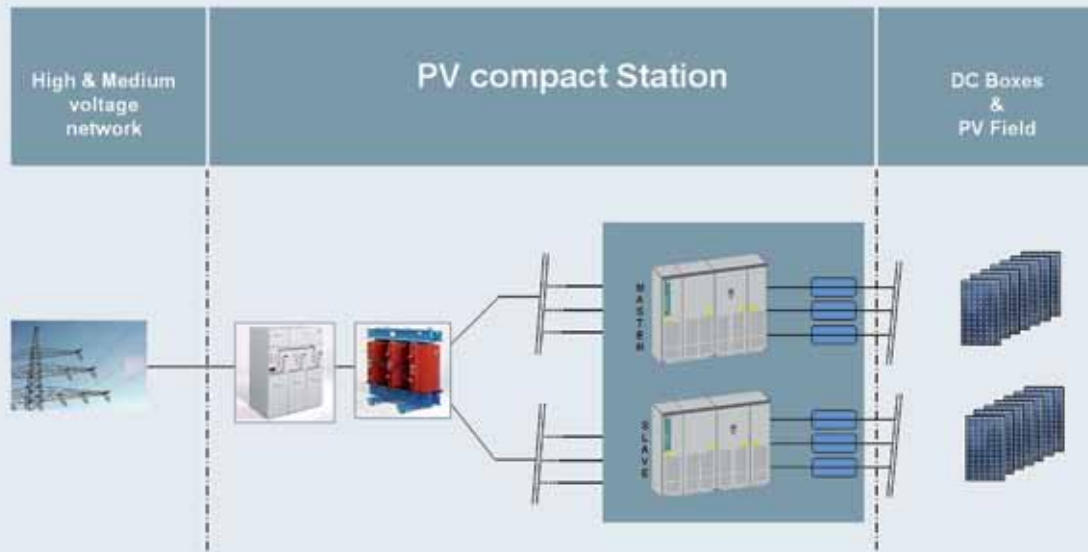 High & Medium
voltage
network
PV compact Station
DC Boxes
&
PV Field
MASTER
SLAVE